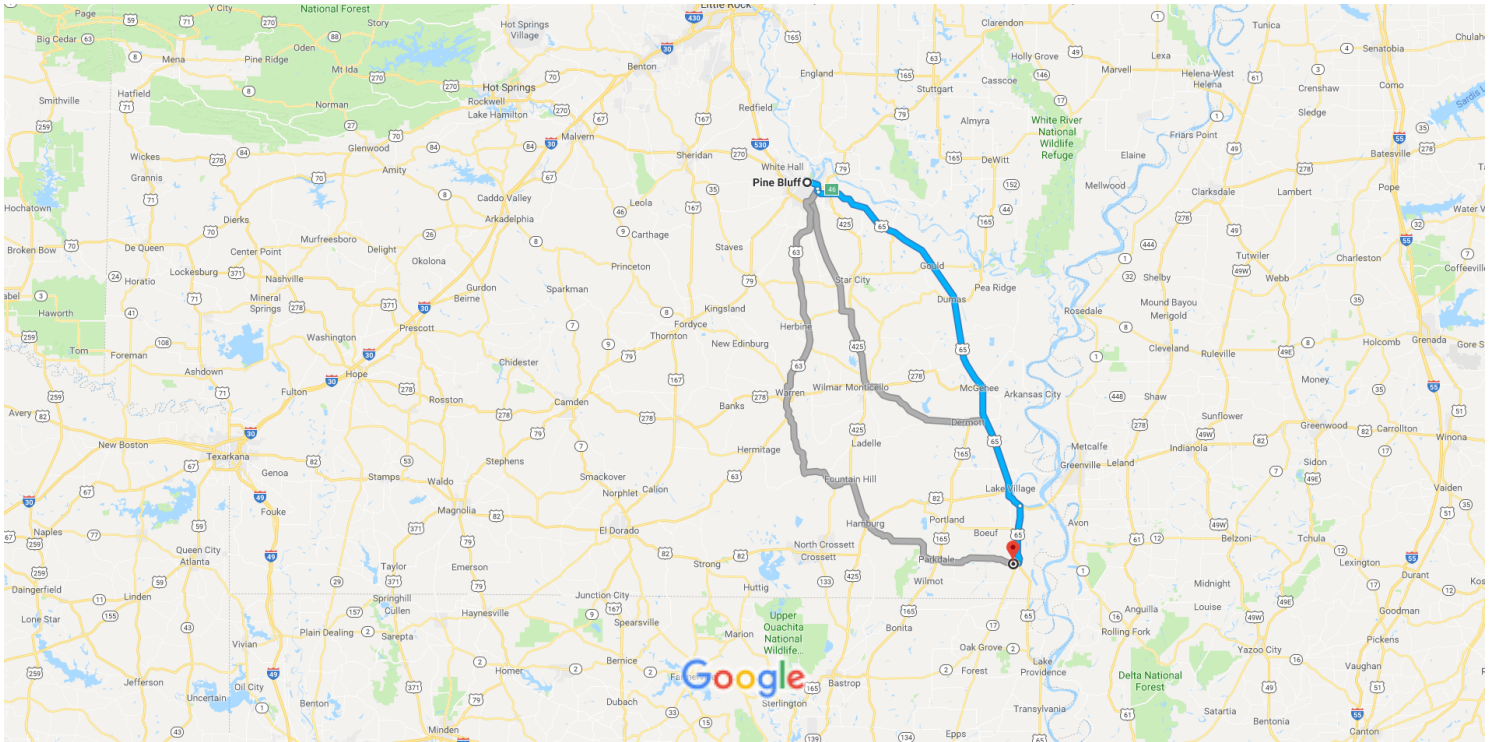 Page
Y City
National Forest
Story
Hot Springs
Village
Little Rock
Clarendon
Tunica
Big Cedar
Mena
Pine Ridge
Oden
Mt Ida
Benton
England
Stuttgart
Casscoe
Holly Grove
Marvell
Lexa
Helena-West
Helena
Senatobia
Crenshaw
Como
Sledge
Smithville
Hatfield
Norman
Hot Springs
Rockwell
Lake Hamilton
Redfield
Malvern
Almyra
White River
National
Wildlife
Refuge
Friars Point
Elaine
Batesville
Wickes
Grannis
Glenwood
Amity
Sheridan
White Hall
Pine Bluff
DeWitt
Mellwood
Clarksdale
Lambert
Pope
Hochatown
Dierks
Caddo Valley
Arkadelphia
Leola
Carthage
Broken Bow
De Queen
Center Point
Murfreesboro
Delight
Okolona
Staves
Princeton
Tutwiler
Charleston
Horatio
Lockesburg
Nashville
Mineral
Springs
Gurdon
Beirne
Sparkman
Star City
Gould
Pea Ridge
Shelby
Webb
Coffeeville
Haworth
Tom
Foreman
Washington
Prescott
Kingsland
Fordyce
Thornton
New Edinburg
Herbine
Dumas
Rosedale
Mound Bayou
Merigold
Cleveland
Ruleville
Holcomb
Grenada
Ashdown
Hope
Fulton
Chidester
Rosston
Camden
Banks
Warren
Wilmar
Monticello
McGehee
Arkansas City
Shaw
Money
Avery
New Boston
Texarkana
Genoa
Stamps
Waldo
Stephens
Smackover
Norphlet
Calion
Hermitage
Ladelle
Dermott
Metcalfe
Greenville
Leland
Indianola
Sunflower
Greenwood
Carrollton
Winona
Sidon
Fouke
Magnolia
El Dorado
Fountain Hill
Lake Village
Vaiden
Naples
Queen City
Atlanta
Taylor
Emerson
Strong
North Crossett
Crossett
Hamburg
Portland
Boeuf
Avon
Belzoni
Tchula
Durant
Daingerfield
Linden
Springhill
Cullen
Haynesville
Junction City
Huttig
Parkdale
Wilmot
Midnight
Louise
Anguilla
Goodman
Lone Star
Vivian
Plain Dealing
Sarepta
Spearsville
Marion
Upper
Ouachita
National
Wildlife...
Bonita
Oak Grove
Rolling Fork
Yazoo City
Pickens
Jefferson
Uncertain
Oil City
Benton
Homer
Bernice
Dubach
Google
Bastrop
Sterlington
Forest
Lake
Providence
Delta National
Forest
Vaughan
Lexington
Minden
Epps
Transylvania
Satartia
Bentonia
Canton